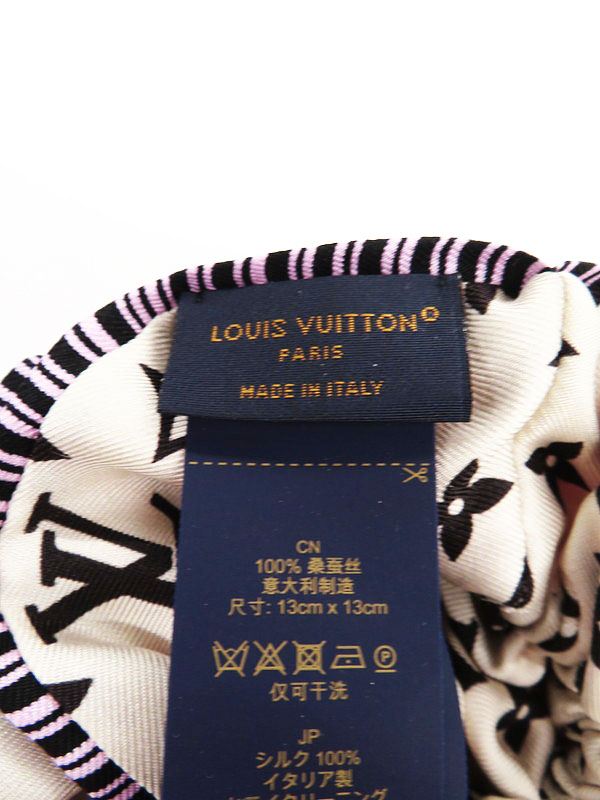 LOUIS VUITTON®
PARIS
MADE IN ITALY
CN
100% 桑蚕丝
意大利制造
尺寸: 13cm x 13cm
P
仅可干洗
JP
シルク 100%
イタリア製